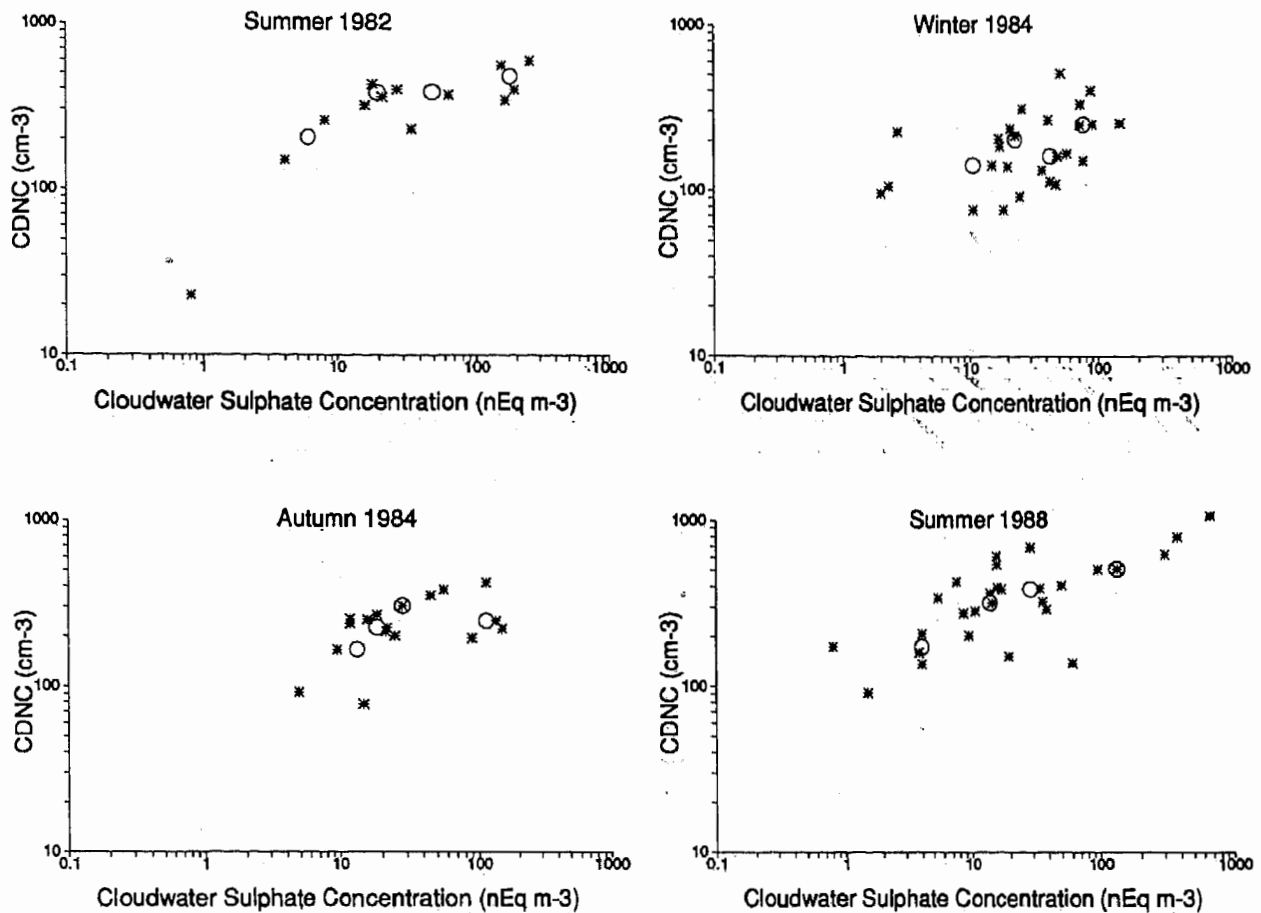 Summer 1982
1000
100
10
CDNC (cm-3)
0.1 1 10 100 1000
Cloudwater Sulphate Concentration (nEq m-3)
Winter 1984
1000
100
10
CDNC (cm-3)
0.1 1 10 100 1000
Cloudwater Sulphate Concentration (nEq m-3)
Autumn 1984
1000
100
10
CDNC (cm-3)
0.1 1 10 100 1000
Cloudwater Sulphate Concentration (nEq m-3)
Summer 1988
1000
100
10
CDNC (cm-3)
0.1 1 10 100 1000
Cloudwater Sulphate Concentration (nEq m-3)